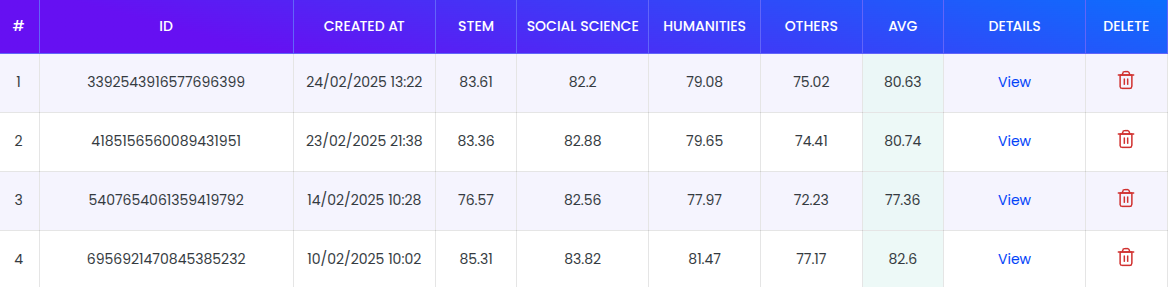 # ID CREATED AT STEM SOCIAL SCIENCE HUMANITIES OTHERS AVG DETAILS DELETE
1 3392543916577696399 24/02/2025 13:22 83.61 82.2 79.08 75.02 80.63 View
2 4185156560089431951 23/02/2025 21:38 83.36 82.88 79.65 74.41 80.74 View
3 5407654061359419792 14/02/2025 10:28 76.57 82.56 77.97 72.23 77.36 View
4 6956921470845385232 10/02/2025 10:02 85.31 83.82 81.47 77.17 82.6 View